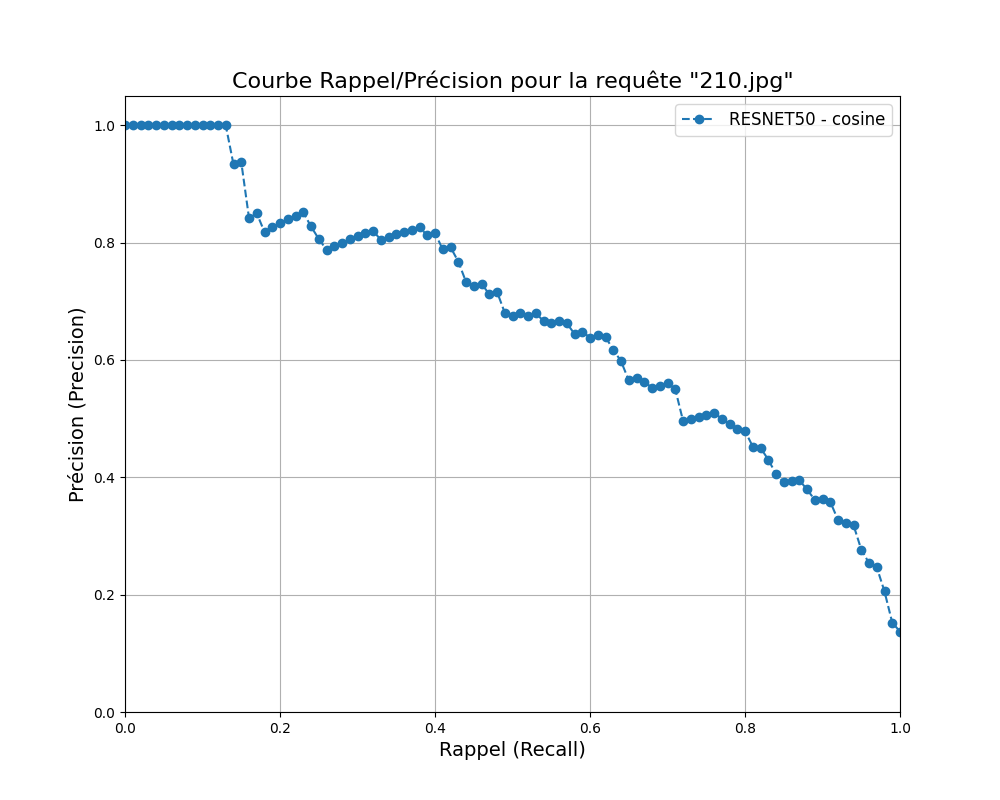 Courbe Rappel/Précision pour la requête "210.jpg"
RESNET50 - cosine
1.0
0.8
0.6
0.4
0.2
0.0
Précision (Precision)
0.0 0.2 0.4 0.6 0.8 1.0
Rappel (Recall)